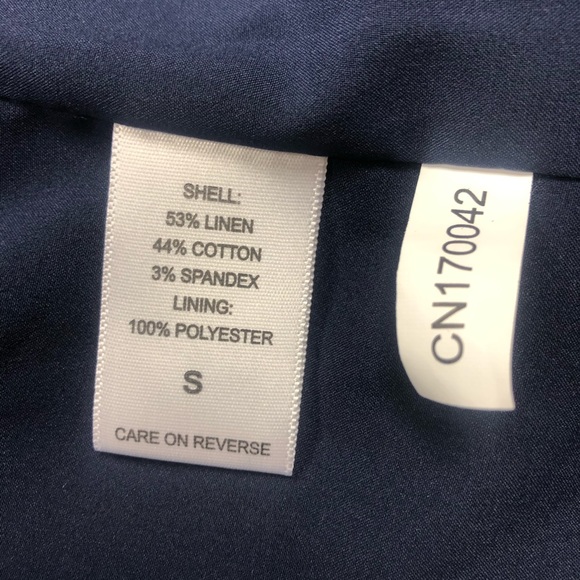 SHELL:
53% LINEN
44% COTTON
3% SPANDEX
LINING:
100% POLYESTER
S
CARE ON REVERSE
CN170042